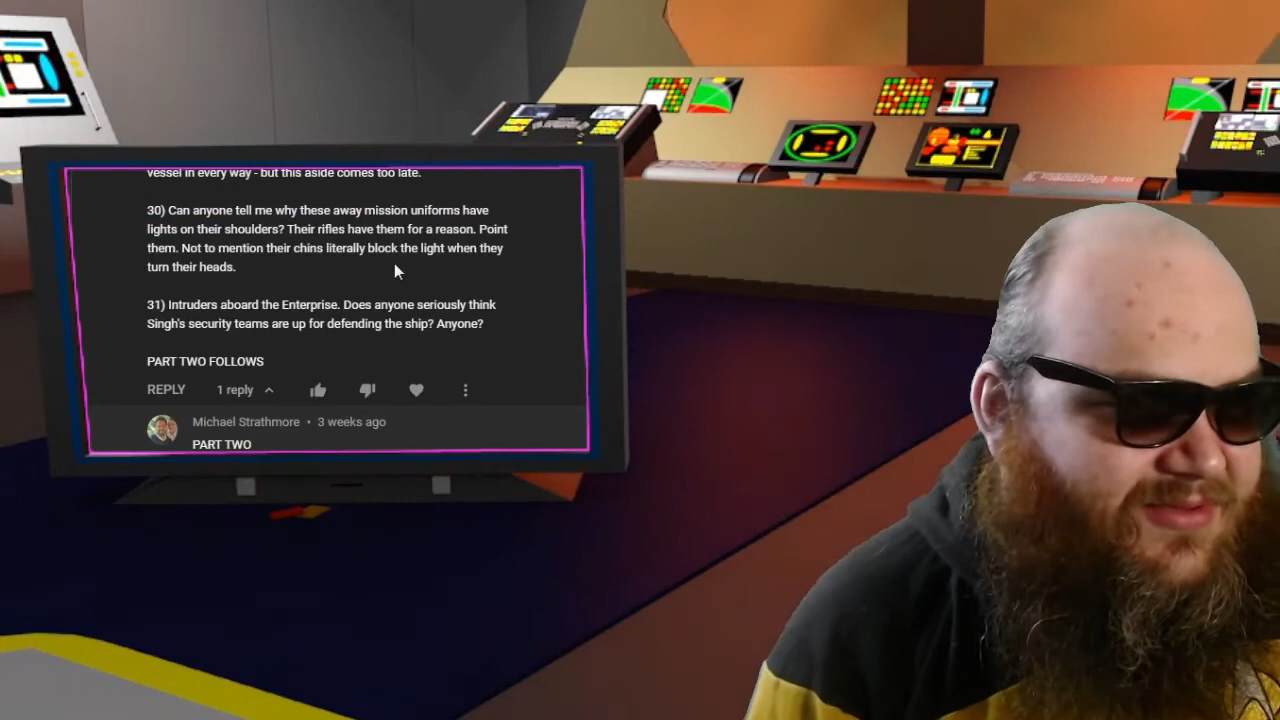 vessel in every way - but this aside comes too late.
30) Can anyone tell me why these away mission uniforms have
lights on their shoulders? Their rifles have them for a reason. Point
them. Not to mention their chins literally block the light when they
turn their heads.
31) Intruders aboard the Enterprise. Does anyone seriously think
Singh's security teams are up for defending the ship? Anyone?
PART TWO FOLLOWS
REPLY 1 reply
Michael Strathmore • 3 weeks ago
PART TWO